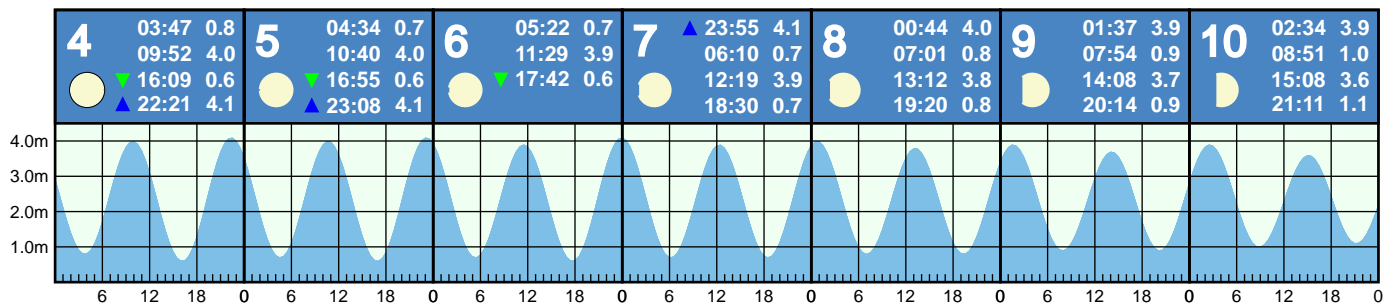 4
03:47 0.8
09:52 4.0
▼ 16:09 0.6
▲ 22:21 4.1
5
04:34 0.7
10:40 4.0
▼ 16:55 0.6
▲ 23:08 4.1
6
05:22 0.7
11:29 3.9
▼ 17:42 0.6
7
▲ 23:55 4.1
06:10 0.7
12:19 3.9
18:30 0.7
8
00:44 4.0
07:01 0.8
13:12 3.8
19:20 0.8
9
01:37 3.9
07:54 0.9
14:08 3.7
20:14 0.9
10
02:34 3.9
08:51 1.0
15:08 3.6
21:11 1.1
4.0m
3.0m
2.0m
1.0m
6 12 18 0 6 12 18 0 6 12 18 0 6 12 18 0 6 12 18 0 6 12 18 0 6 12 18 0